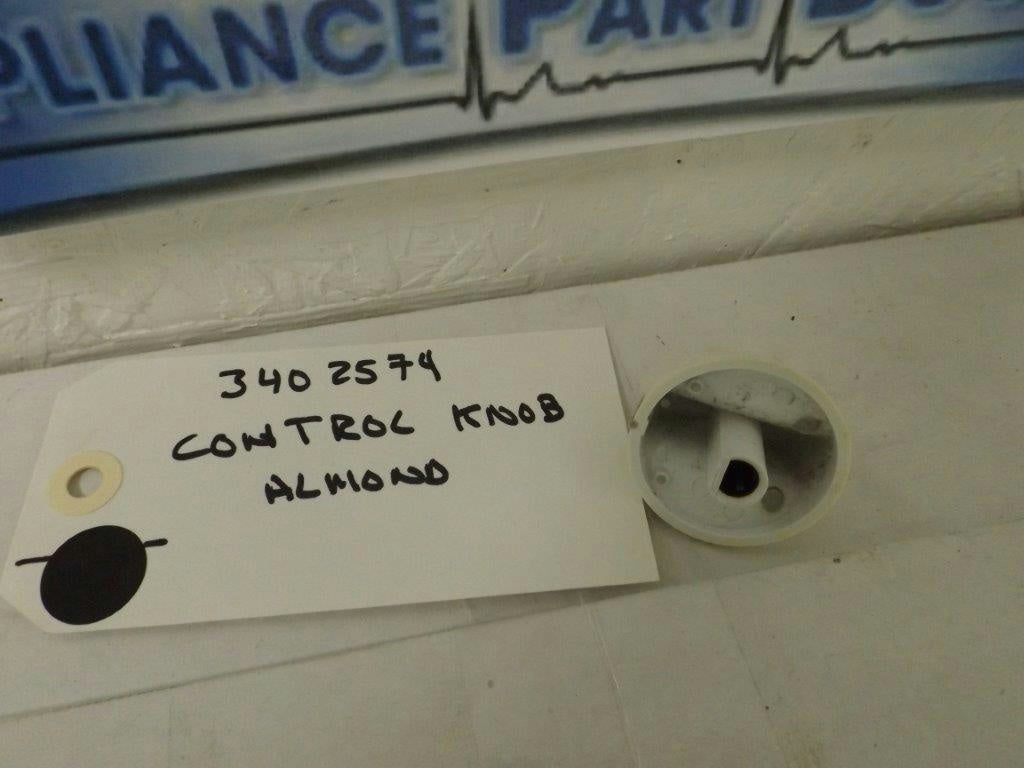 PLIANCE PART
3402574
CONTROL KNOB
ALMOND